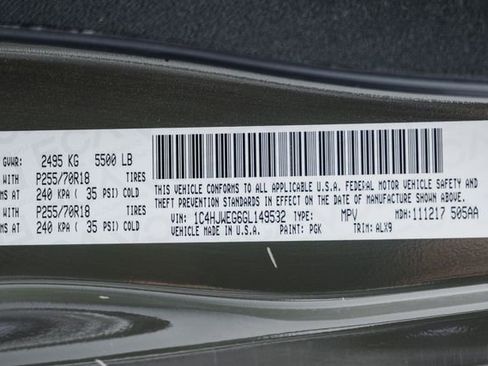 GVWR: 2495 KG 5500 LB
WITH P255/70R18 TIRES
MS AT 240 KPA ( 35 PSI) COLD
WITH P255/70R18 TIRES
MS AT 240 KPA ( 35 PSI) COLD
THIS VEHICLE CONFORMS TO ALL APPLICABLE U.S.A. FEDERAL MOTOR VEHICLE SAFETY AND
THEFT PREVENTION STANDARDS IN EFFECT ON THE DATE OF MANUFACTURE SHOWN ABOVE.
VIN: 1C4HJWEG6GL149532 TYPE: MPV MDH: 111217 505AA
VEHICLE MADE IN U.S.A. PAINT: PGK TRIM: ALX9